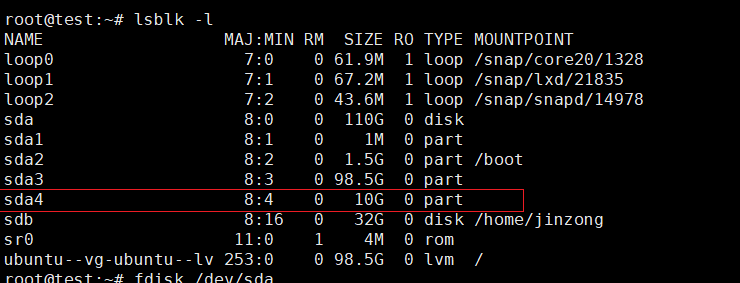 root@test:~# lsblk -l
NAME                      MAJ:MIN RM  SIZE RO TYPE MOUNTPOINT
loop0                       7:0    0 61.9M  1 loop /snap/core20/1328
loop1                       7:1    0 67.2M  1 loop /snap/lxd/21835
loop2                       7:2    0 43.6M  1 loop /snap/snapd/14978
sda                         8:0    0  110G  0 disk
sda1                        8:1    0    1M  0 part
sda2                        8:2    0  1.5G  0 part /boot
sda3                        8:3    0 98.5G  0 part
sda4                        8:4    0   10G  0 part
sdb                         8:16   0   32G  0 disk /home/jinzong
sr0                        11:0    1    4M  0 rom
ubuntu--vg-ubuntu--lv 253:0    0 98.5G  0 lvm  /
root@test:~# fdisk /dev/sda